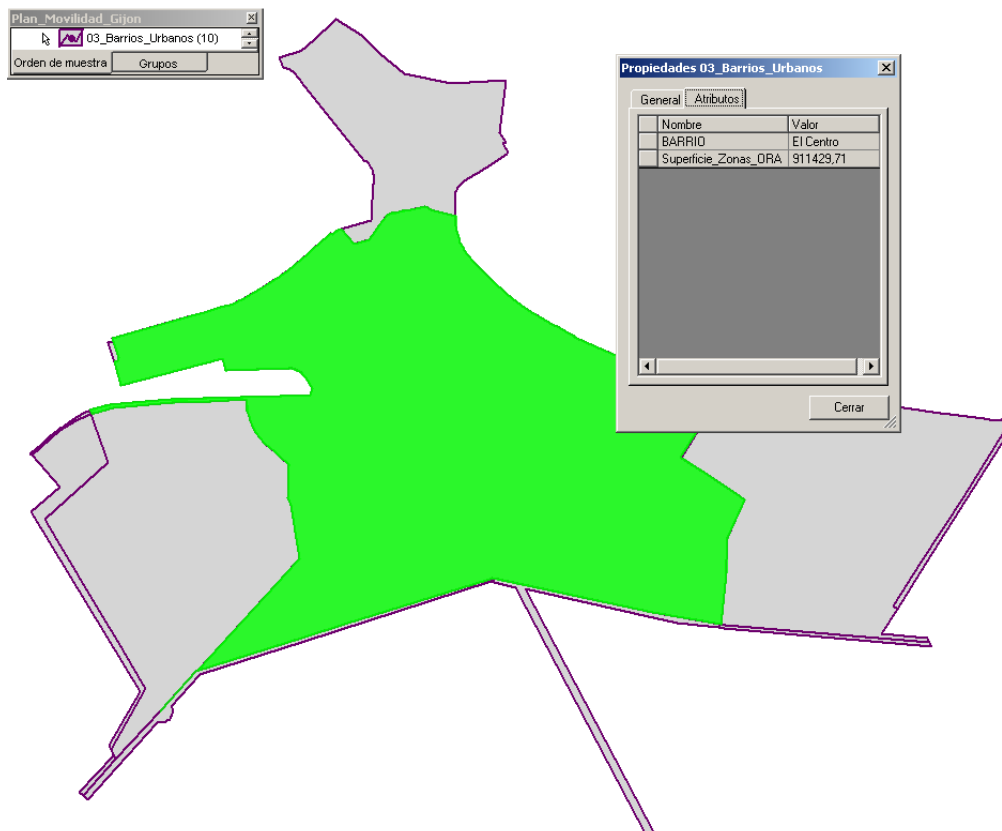 Plan_Movilidad_Gijon
03_Barrios_Urbanos (10)
Orden de muestra Grupos
Propiedades 03_Barrios_Urbanos
General Atributos
Nombre Valor
BARRIO El Centro
Superficie_Zonas_ORA 911429,71
Cerrar